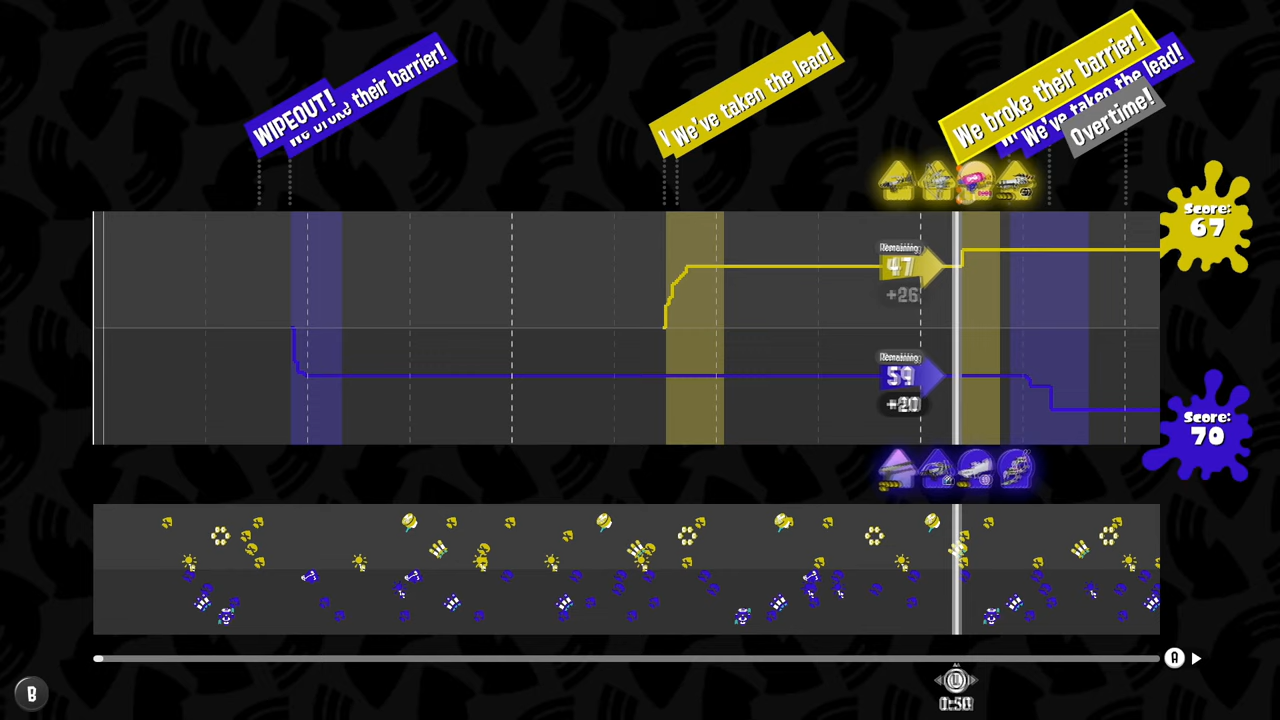 WIPEOUT!
We broke their barrier!
We've taken the lead!
We broke their barrier!
We've taken the lead!
Overtime!
Score:
67
Remaining
47
+26
Remaining
59
+20
Score:
70
A
B
L
0:50